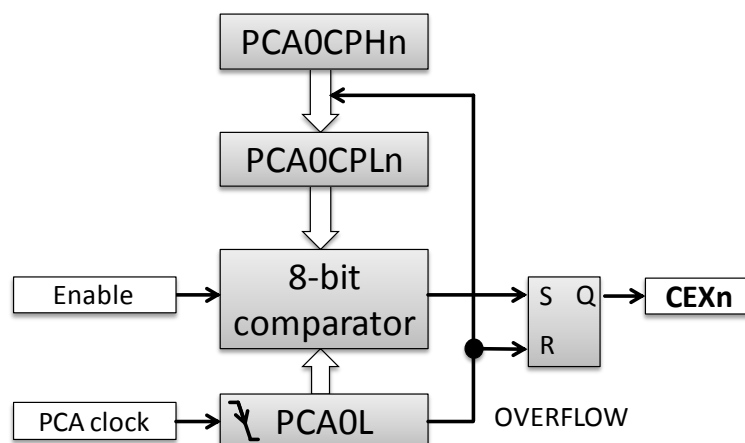 PCA0CPHn
PCA0CPLn
Enable
8-bit
comparator
S Q
R
CEXn
PCA clock
PCA0L
OVERFLOW